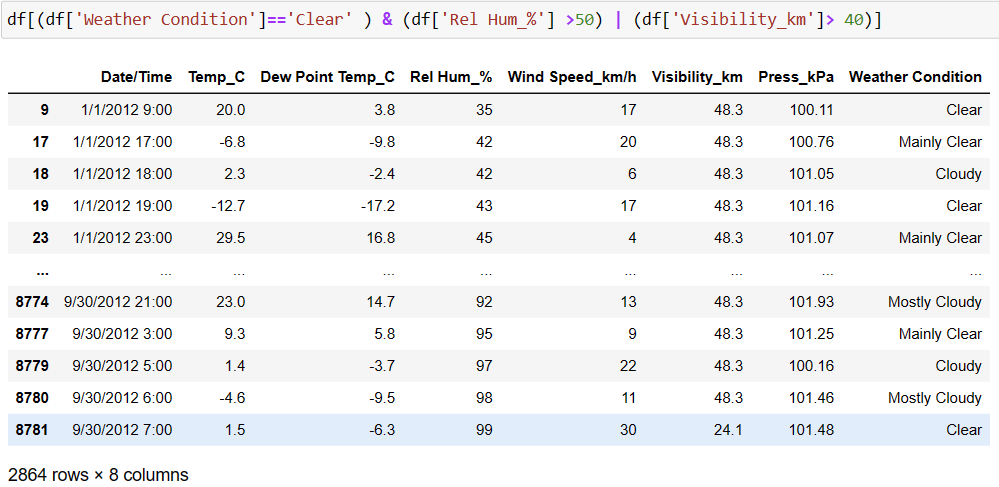 df[(df['Weather Condition']=='Clear' ) & (df['Rel Hum_%'] >50) | (df['Visibility_km']> 40)]
Date/Time Temp_C Dew Point Temp_C Rel Hum_% Wind Speed_km/h Visibility_km Press_kPa Weather Condition
9 1/1/2012 9:00 20.0 3.8 35 17 48.3 100.11 Clear
17 1/1/2012 17:00 -6.8 -9.8 42 20 48.3 100.76 Mainly Clear
18 1/1/2012 18:00 2.3 -2.4 42 6 48.3 101.05 Cloudy
19 1/1/2012 19:00 -12.7 -17.2 43 17 48.3 101.16 Clear
23 1/1/2012 23:00 29.5 16.8 45 4 48.3 101.07 Mainly Clear
... ... ... ... ... ... ... ... ...
8774 9/30/2012 21:00 23.0 14.7 92 13 48.3 101.93 Mostly Cloudy
8777 9/30/2012 3:00 9.3 5.8 95 9 48.3 101.25 Mainly Clear
8779 9/30/2012 5:00 1.4 -3.7 97 22 48.3 100.16 Cloudy
8780 9/30/2012 6:00 -4.6 -9.5 98 11 48.3 101.46 Mostly Cloudy
8781 9/30/2012 7:00 1.5 -6.3 99 30 24.1 101.48 Clear
2864 rows × 8 columns